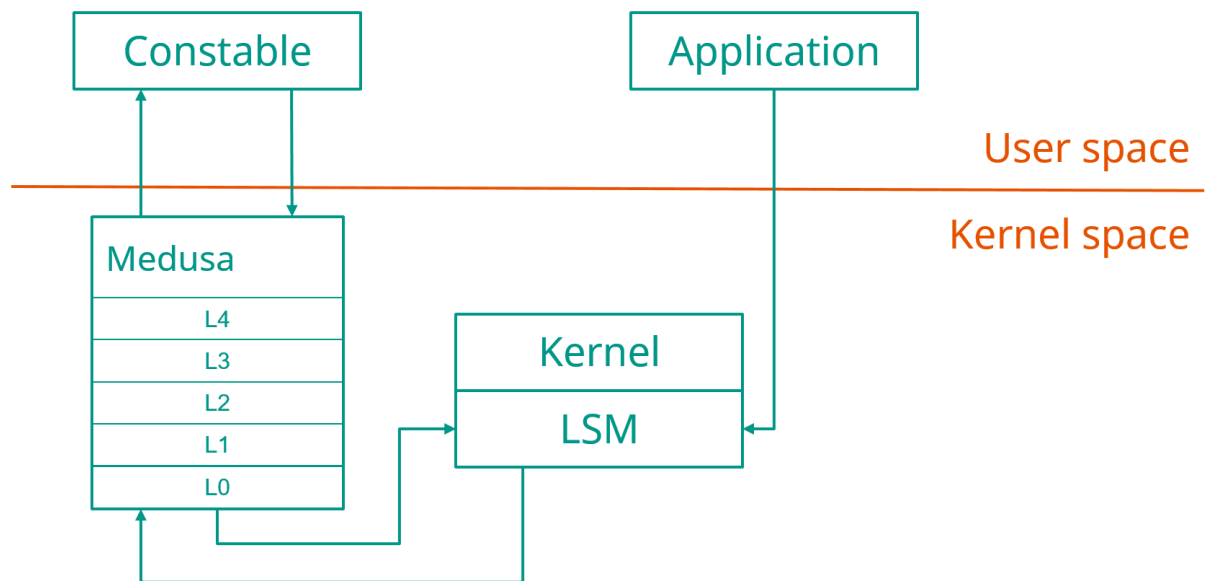 Constable
Application
User space
Kernel space
Medusa
L4
L3
L2
L1
L0
Kernel
LSM